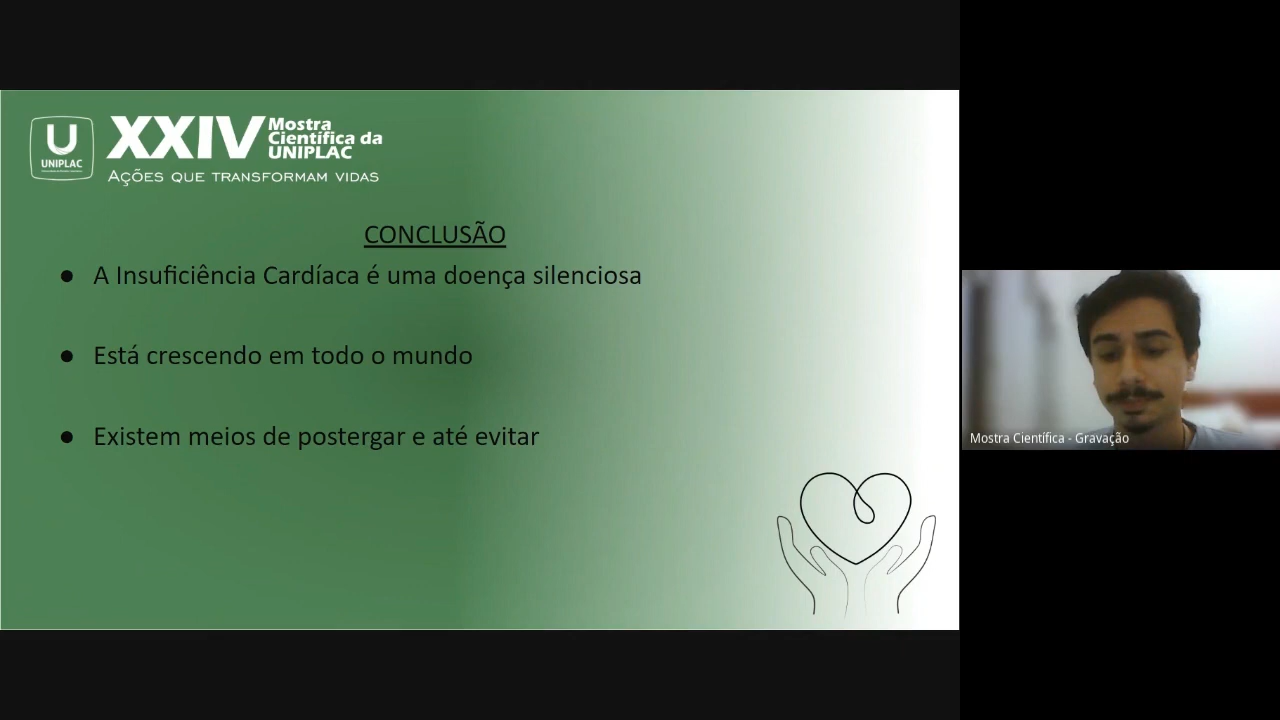 U
UNIPLAC
XXIV
Mostra
Científica da
UNIPLAC
AÇÕES QUE TRANSFORMAM VIDAS
CONCLUSÃO
● A Insuficiência Cardíaca é uma doença silenciosa
● Está crescendo em todo o mundo
● Existem meios de postergar e até evitar
Mostra Científica - Gravação